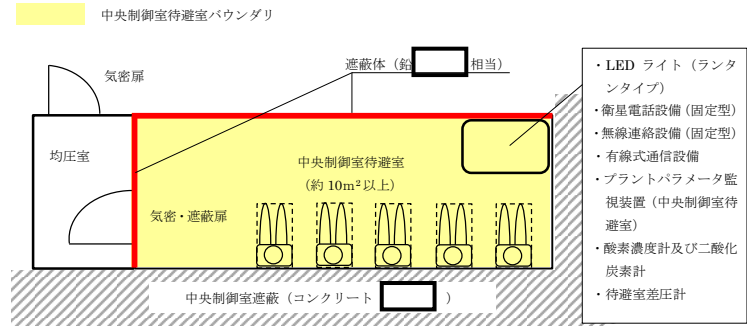 中央制御室待避室バウンダリ
遮蔽体（鉛 相当）
気密扉
均圧室
中央制御室待避室
（約 10m²以上）
気密・遮蔽扉
中央制御室遮蔽（コンクリート ）
・LED ライト（ランタ
ンタイプ）
・衛星電話設備（固定型）
・無線連絡設備（固定型）
・有線式通信設備
・プラントパラメータ監
視装置（中央制御室待
避室）
・酸素濃度計及び二酸化
炭素計
・待避室差圧計